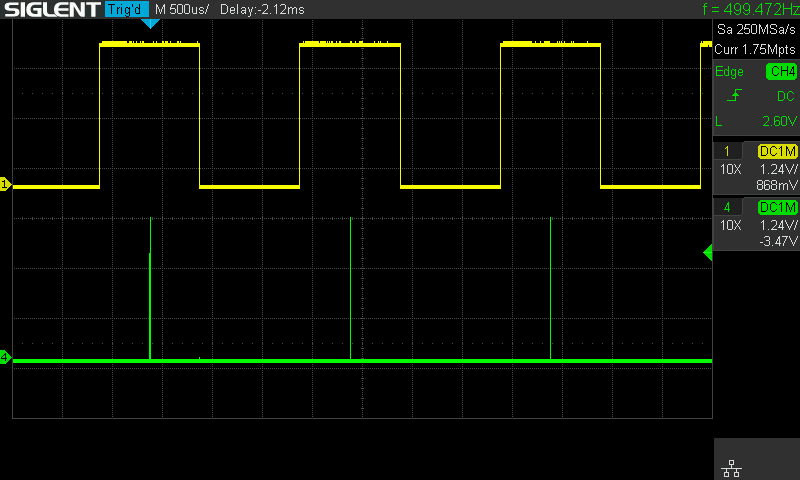 SIGLENT Trig'd M 500us/ Delay:-2.12ms f = 499.472Hz
Sa 250MSa/s
Curr 1.75Mpts
Edge CH4
DC
L 2.60V
1 DC1M
10X 1.24V/
868mV
4 DC1M
10X 1.24V/
-3.47V
1
4